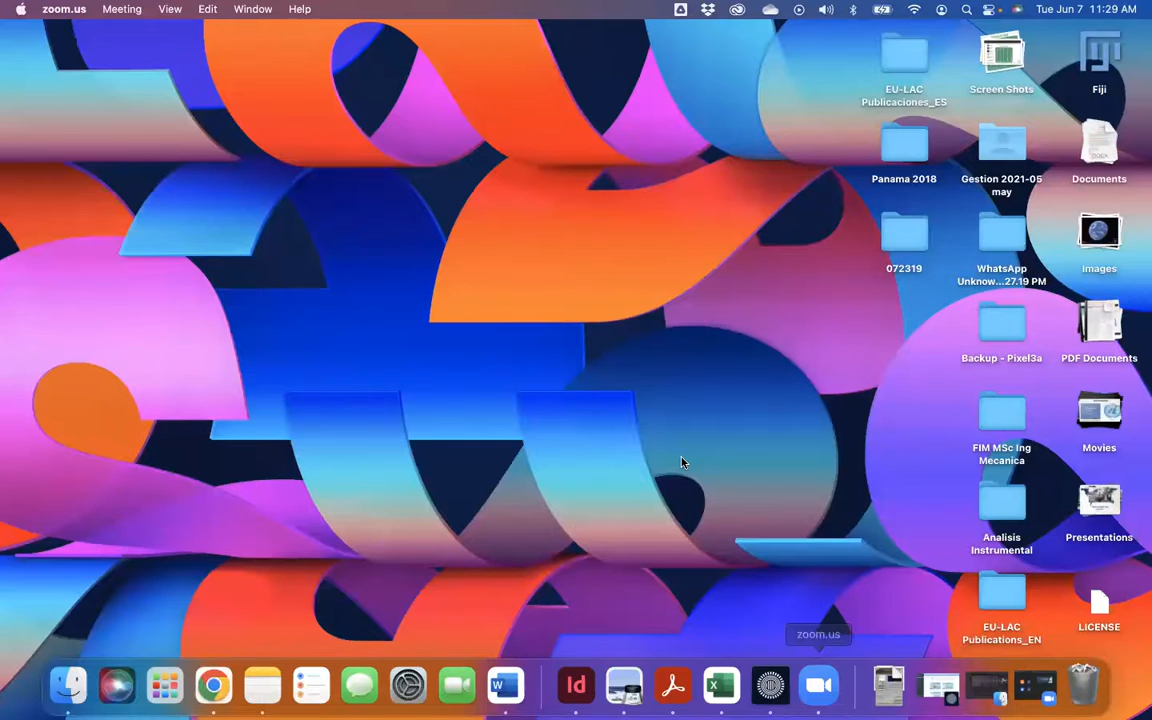 zoom.us Meeting View Edit Window Help Tue Jun 7 11:29 AM
EU-LAC
Publicaciones_ES
Screen Shots
Fiji
Panama 2018
Gestion 2021-05
may
Documents
072319
WhatsApp
Unknow...27.19 PM
Images
Backup - Pixel3a
PDF Documents
FIM MSc Ing
Mecanica
Movies
Analisis
Instrumental
Presentations
EU-LAC
Publications_EN
LICENSE
zoom.us
W Id X